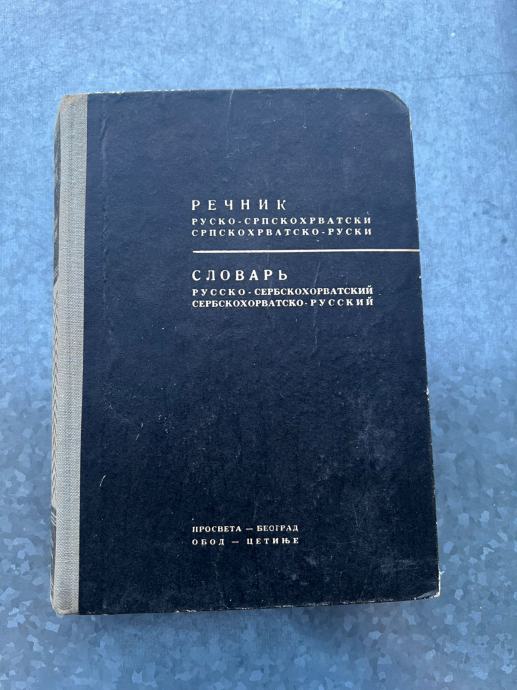 РЕЧНИК
РУСКО-СРПСКОХРВАТСКИ
СРПСКОХРВАТСКО-РУСКИ
СЛОВАРЬ
РУССКО-СЕРБСКОХОРВАТСКИЙ
СЕРБСКОХОРВАТСКО-РУССКИЙ
ПРОСВЕТА — БЕОГРАД
ОБОД — ЦЕТИЊЕ